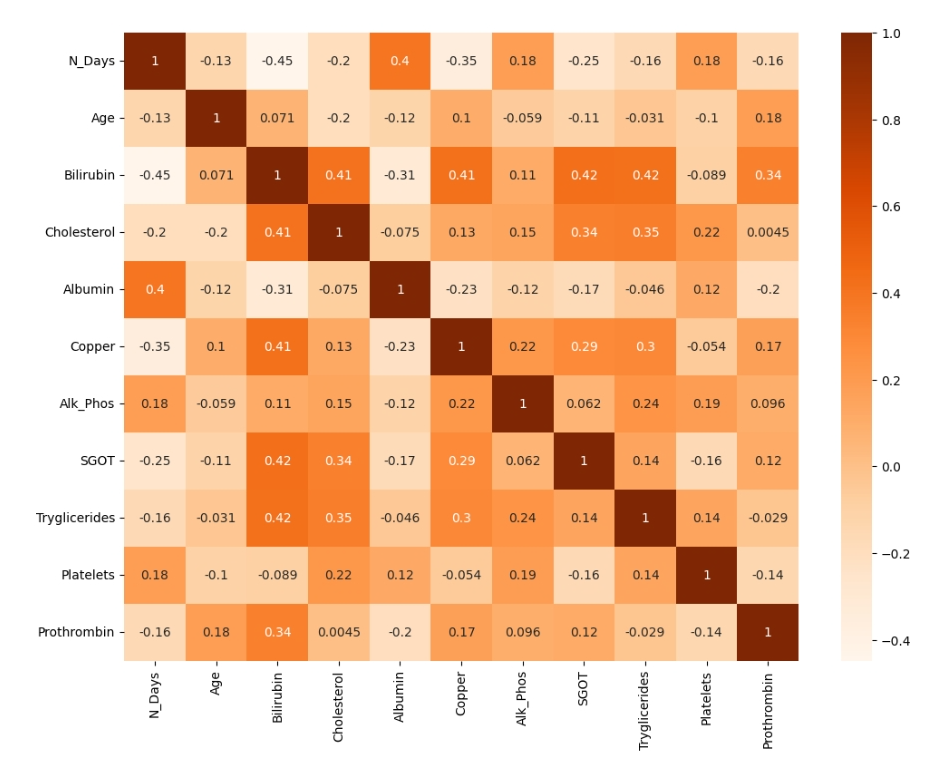 N_Days 1 -0.13 -0.45 -0.2 0.4 -0.35 0.18 -0.25 -0.16 0.18 -0.16
Age -0.13 1 0.071 -0.2 -0.12 0.1 -0.059 -0.11 -0.031 -0.1 0.18
Bilirubin -0.45 0.071 1 0.41 -0.31 0.41 0.11 0.42 0.42 -0.089 0.34
Cholesterol -0.2 -0.2 0.41 1 -0.075 0.13 0.15 0.34 0.35 0.22 0.0045
Albumin 0.4 -0.12 -0.31 -0.075 1 -0.23 -0.12 -0.17 -0.046 0.12 -0.2
Copper -0.35 0.1 0.41 0.13 -0.23 1 0.22 0.29 0.3 -0.054 0.17
Alk_Phos 0.18 -0.059 0.11 0.15 -0.12 0.22 1 0.062 0.24 0.19 0.096
SGOT -0.25 -0.11 0.42 0.34 -0.17 0.29 0.062 1 0.14 -0.16 0.12
Tryglicerides -0.16 -0.031 0.42 0.35 -0.046 0.3 0.24 0.14 1 0.14 -0.029
Platelets 0.18 -0.1 -0.089 0.22 0.12 -0.054 0.19 -0.16 0.14 1 -0.14
Prothrombin -0.16 0.18 0.34 0.0045 -0.2 0.17 0.096 0.12 -0.029 -0.14 1
N_Days Age Bilirubin Cholesterol Albumin Copper Alk_Phos SGOT Tryglicerides Platelets Prothrombin
1.0
0.8
0.6
0.4
0.2
0.0
−0.2
−0.4